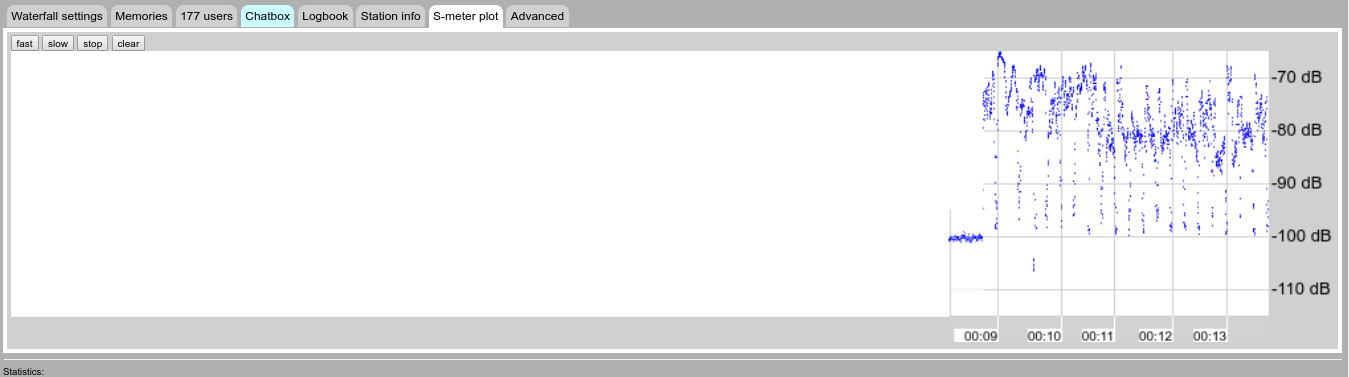 Waterfall settings Memories 177 users Chatbox Logbook Station info S-meter plot Advanced
fast slow stop clear
-70 dB
-80 dB
-90 dB
-100 dB
-110 dB
00:09 00:10 00:11 00:12 00:13
Statistics: